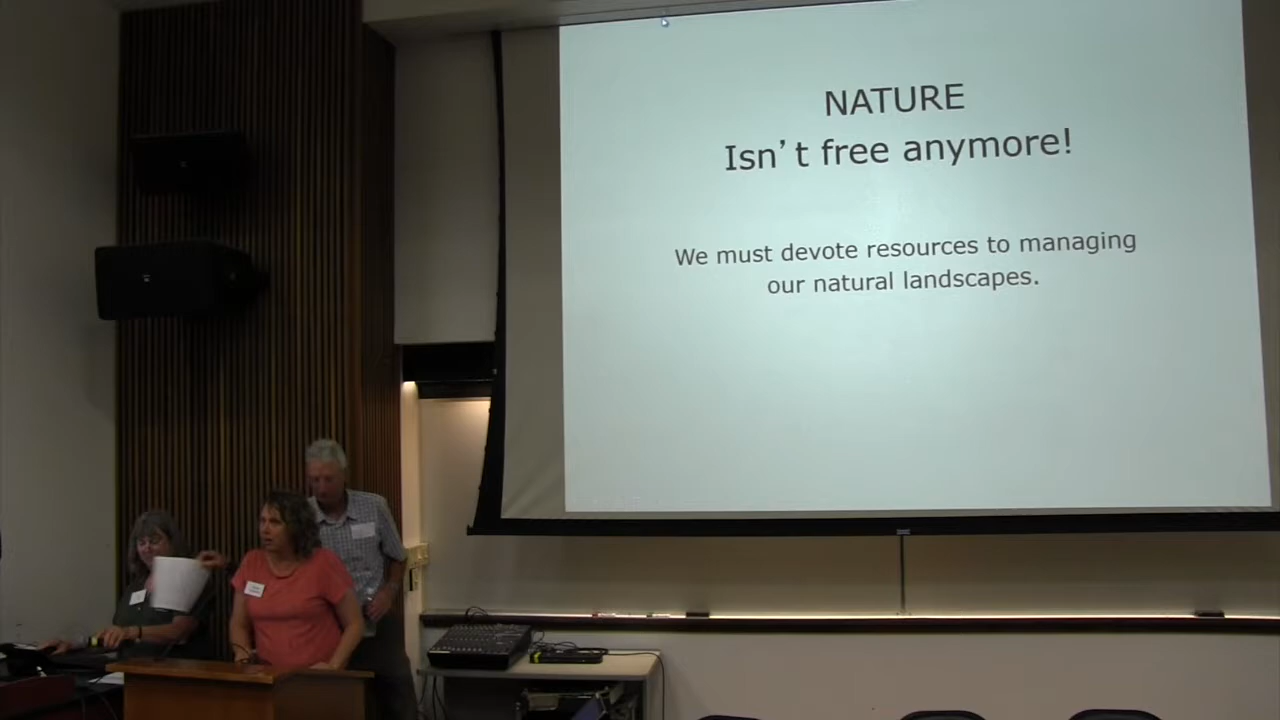 NATURE
Isn't free anymore!
We must devote resources to managing
our natural landscapes.